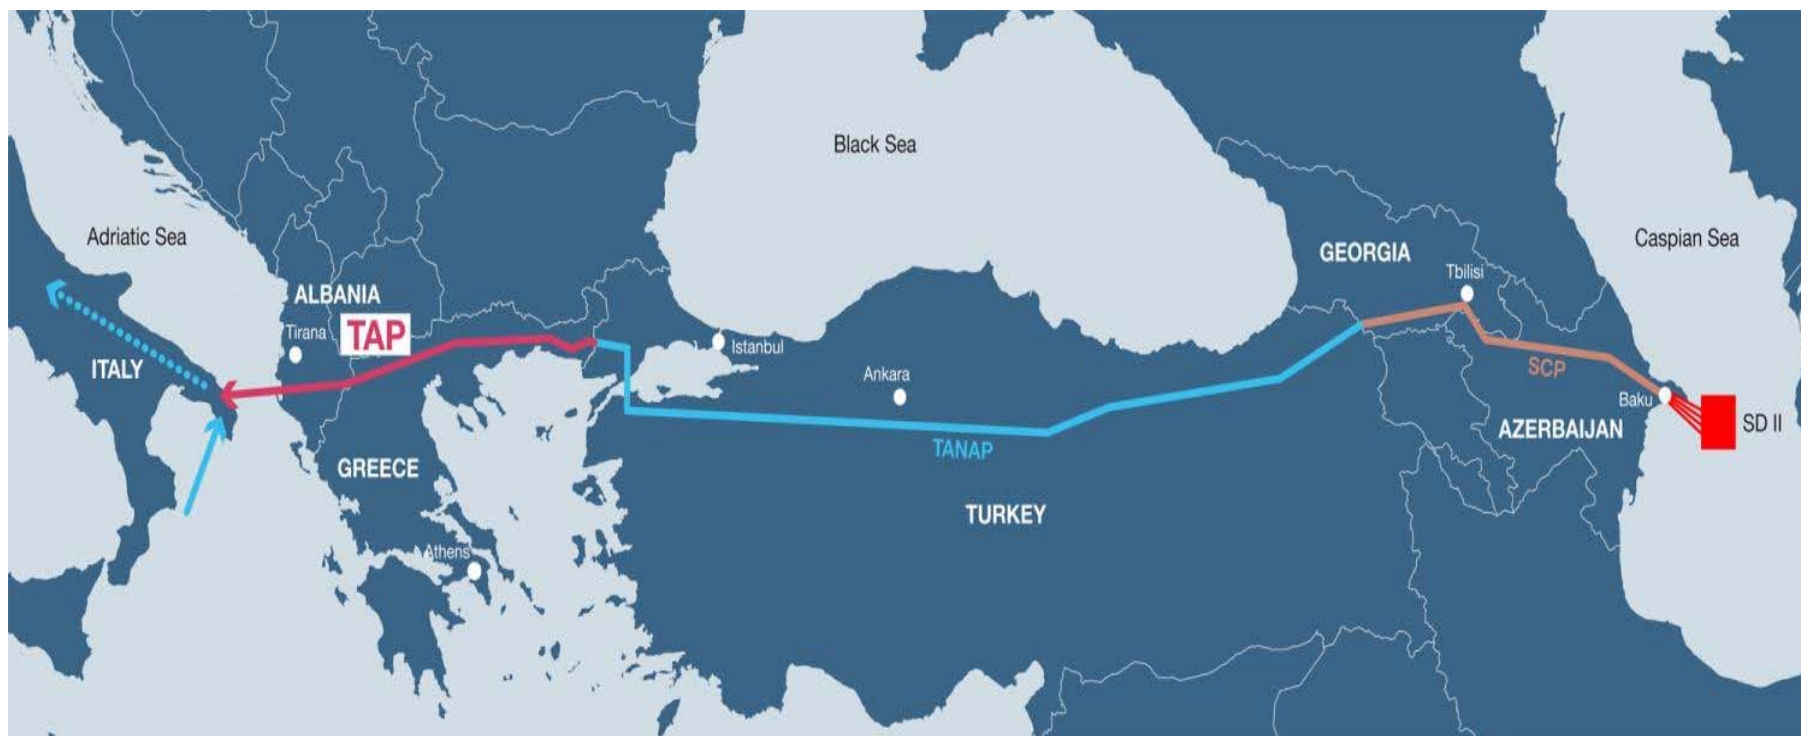 Black Sea
Adriatic Sea
Caspian Sea
GEORGIA
Tbilisi
ALBANIA
TAP
Tirana
Istanbul
ITALY
SCP
Ankara
Baku
SD II
AZERBAIJAN
TANAP
GREECE
TURKEY
Athens